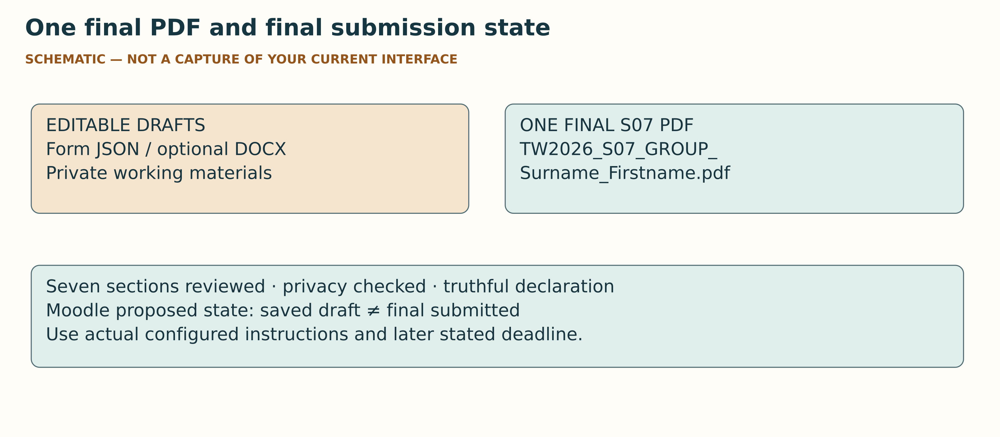 One final PDF and final submission state
SCHEMATIC — NOT A CAPTURE OF YOUR CURRENT INTERFACE
EDITABLE DRAFTS
Form JSON / optional DOCX
Private working materials
ONE FINAL S07 PDF
TW2026_S07_GROUP_
Surname_Firstname.pdf
Seven sections reviewed · privacy checked · truthful declaration
Moodle proposed state: saved draft ≠ final submitted
Use actual configured instructions and later stated deadline.